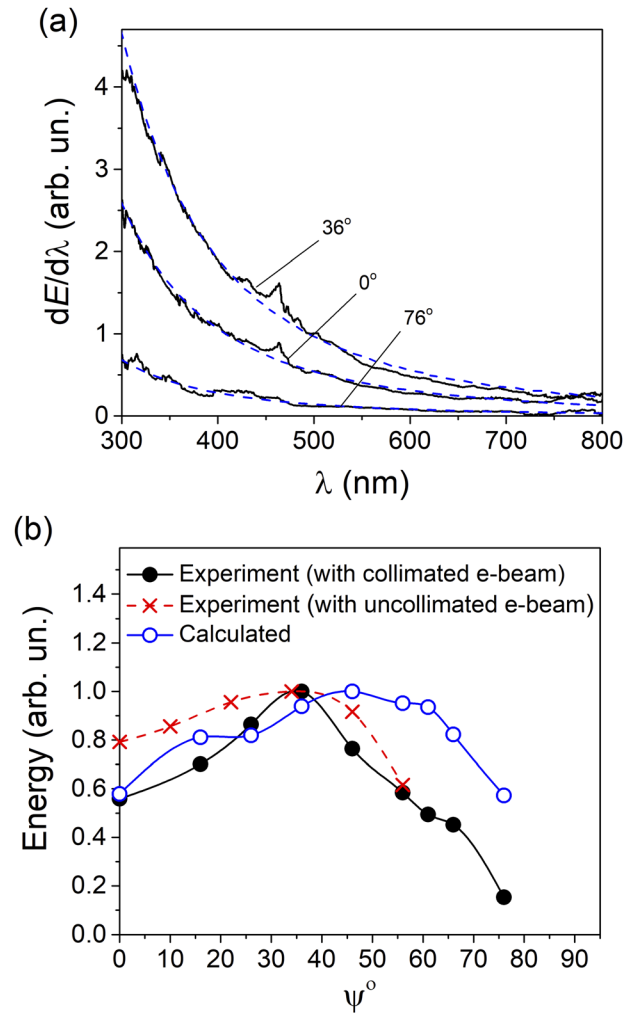 (a)
dE/dλ (arb. un.)
4
3
2
1
0
36°
0°
76°
300
400
500
600
700
800
λ (nm)
(b)
Experiment (with collimated e-beam)
Experiment (with uncollimated e-beam)
Calculated
Energy (arb. un.)
1.4
1.2
1.0
0.8
0.6
0.4
0.2
0.0
0 10 20 30 40 50 60 70 80 90
ψ°